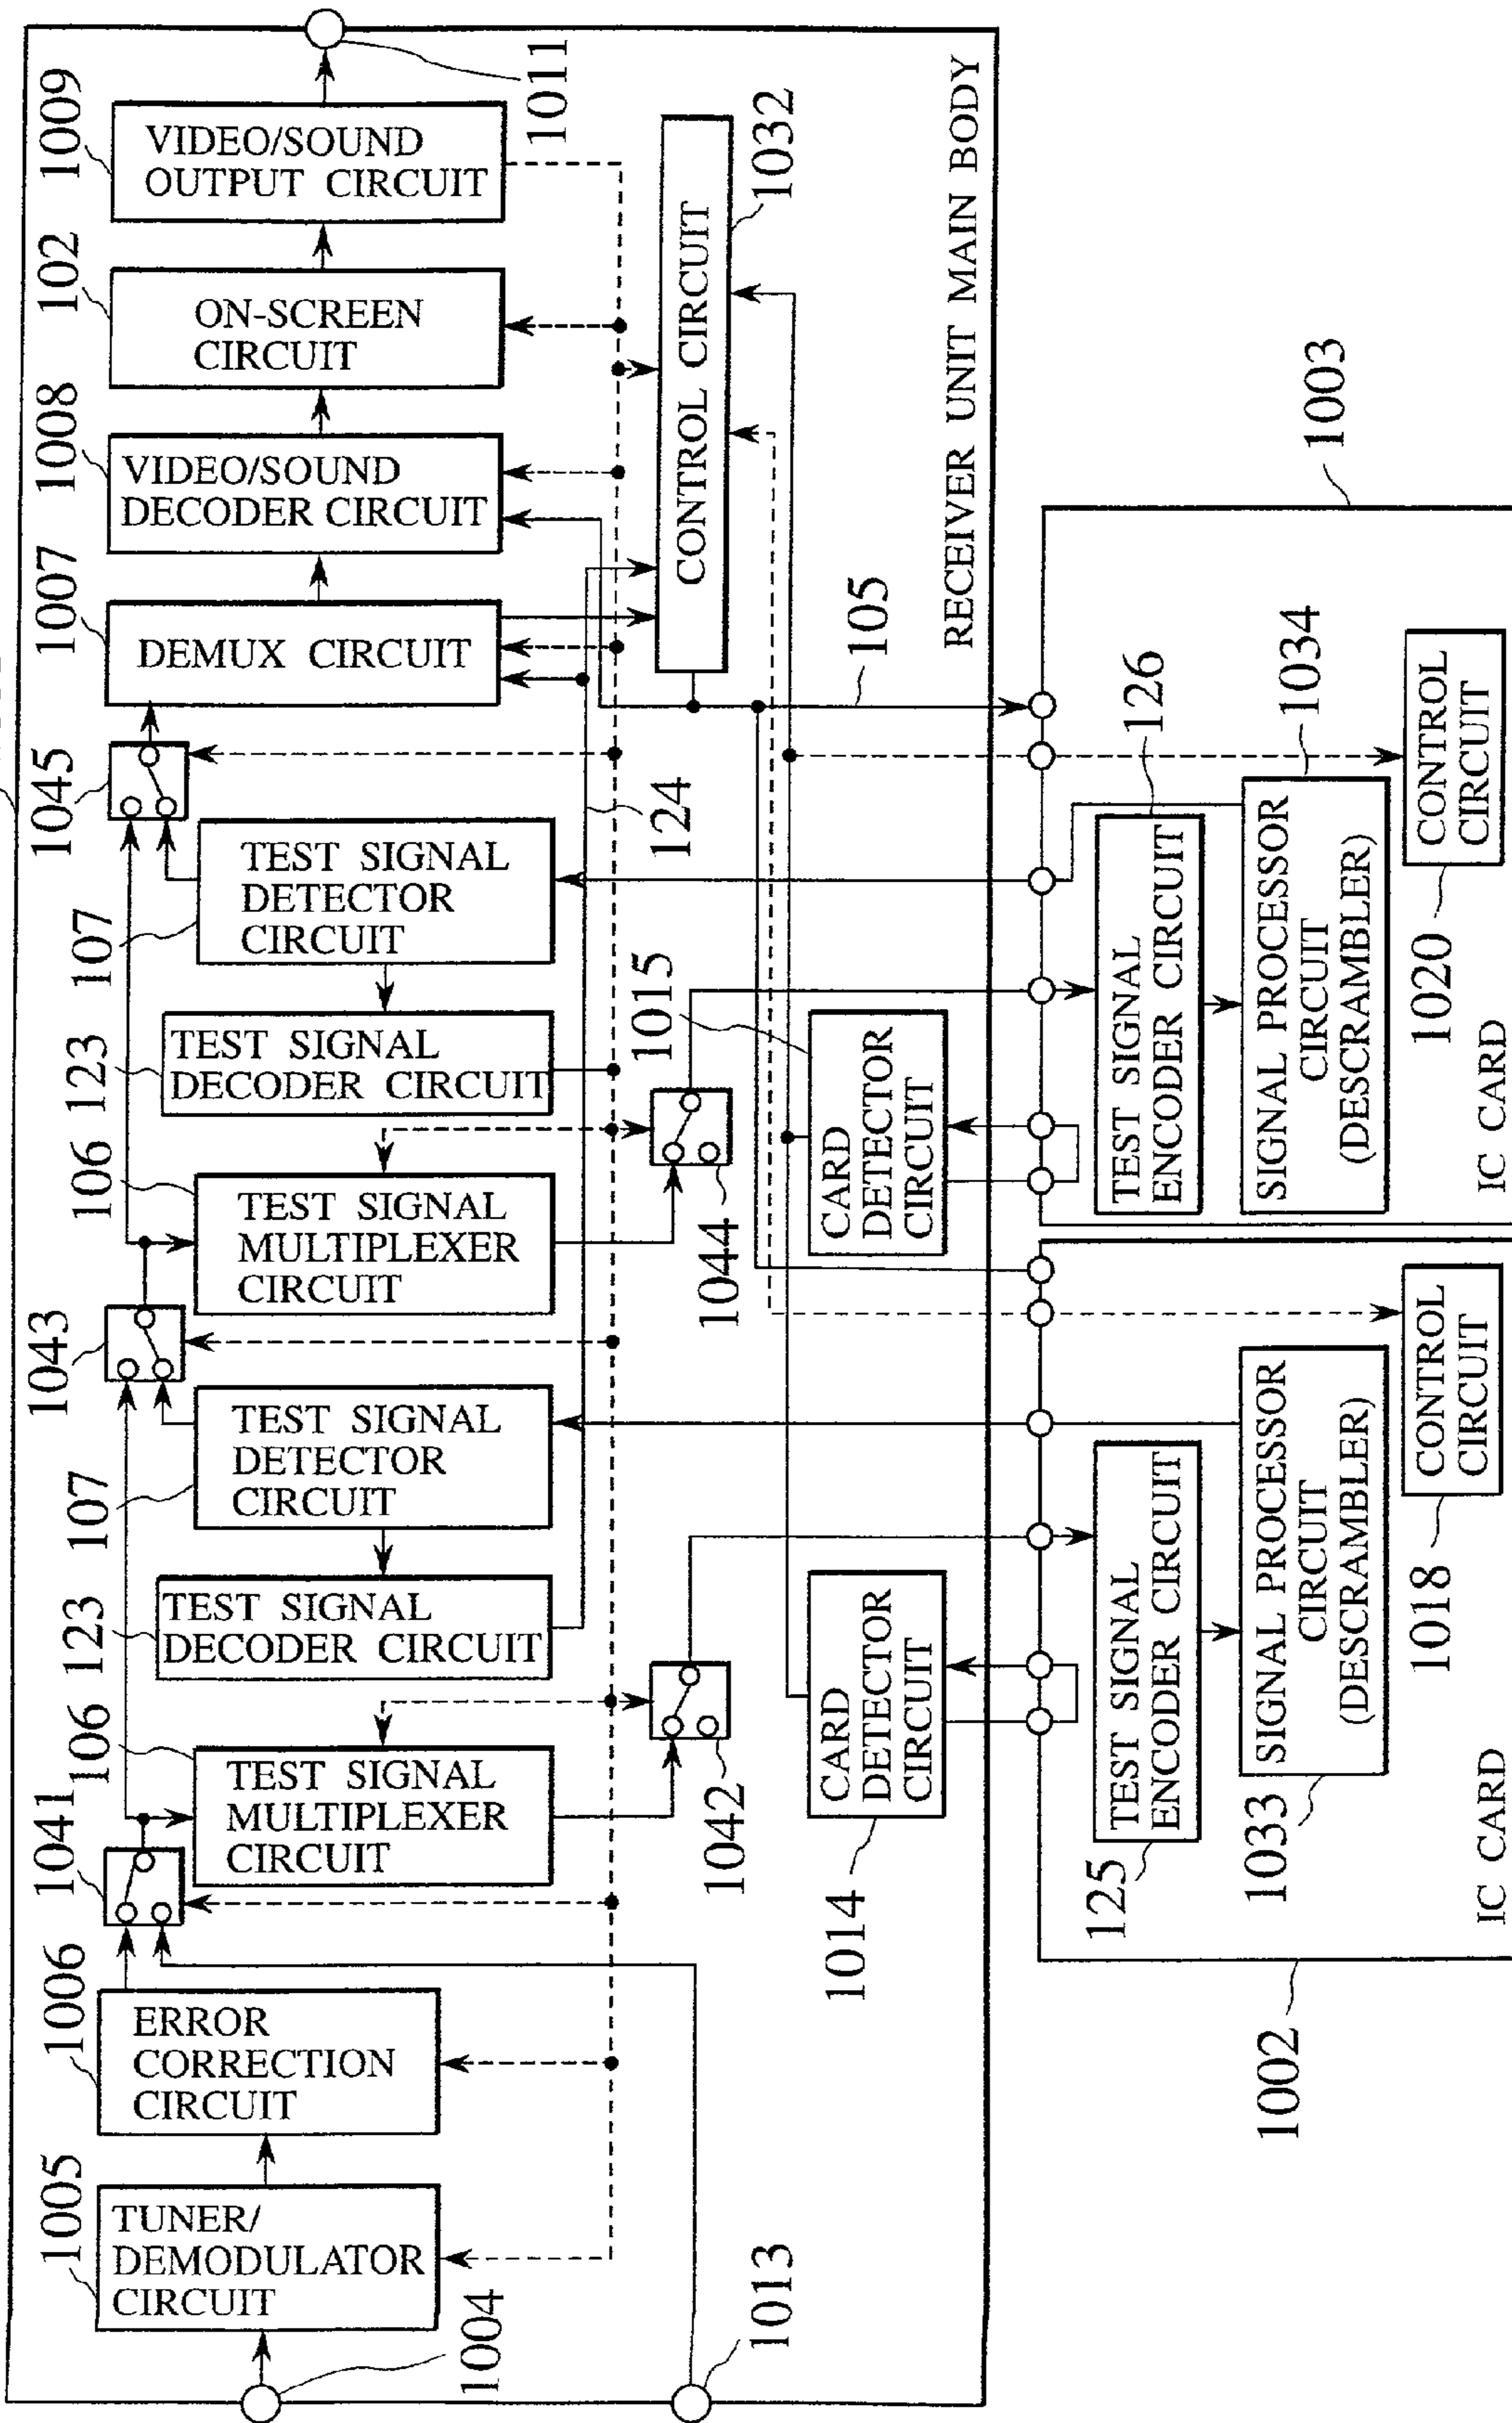 1009
VIDEO/SOUND
OUTPUT CIRCUIT
1011
102
ON-SCREEN
CIRCUIT
1032
CONTROL CIRCUIT
RECEIVER UNIT MAIN BODY
1008
VIDEO/SOUND
DECODER CIRCUIT
1007
DEMUX CIRCUIT
105
1003
1045
124
TEST SIGNAL
DETECTOR
CIRCUIT
107
126
1034
CONTROL
CIRCUIT
1020
TEST SIGNAL
ENCODER CIRCUIT
SIGNAL PROCESSOR
CIRCUIT
(DESCRAMBLER)
IC CARD
1015
123
TEST SIGNAL
DECODER CIRCUIT
CARD
DETECTOR
CIRCUIT
106
TEST SIGNAL
MULTIPLEXER
CIRCUIT
1044
1043
TEST SIGNAL
DETECTOR
CIRCUIT
107
CONTROL
CIRCUIT
1018
123
TEST SIGNAL
DECODER CIRCUIT
TEST SIGNAL
ENCODER CIRCUIT
125
SIGNAL PROCESSOR
CIRCUIT
(DESCRAMBLER)
1033
IC CARD
106
TEST SIGNAL
MULTIPLEXER
CIRCUIT
1042
CARD
DETECTOR
CIRCUIT
1014
1041
1006
ERROR
CORRECTION
CIRCUIT
1002
1005
TUNER/
DEMODULATOR
CIRCUIT
1004
1013